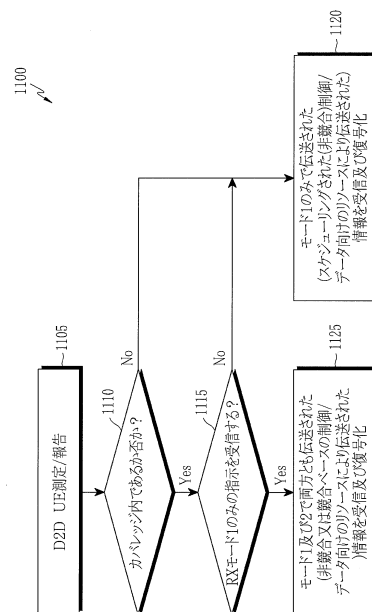 1100
1105
D2D UE測定/報告
1110
カバレッジ内であるか否か？
No
Yes
1115
RXモード1のみの指示を受信する？
No
Yes
1120
モード1のみで伝送された
(スケジューリングされた(非競合)制御/
データ向けのリソースにより伝送された)
情報を受信及び復号化
1125
モード1及び2で両方とも伝送された
(非競合又は競合ベースの制御/
データ向けのリソースにより伝送された
)情報を受信及び復号化